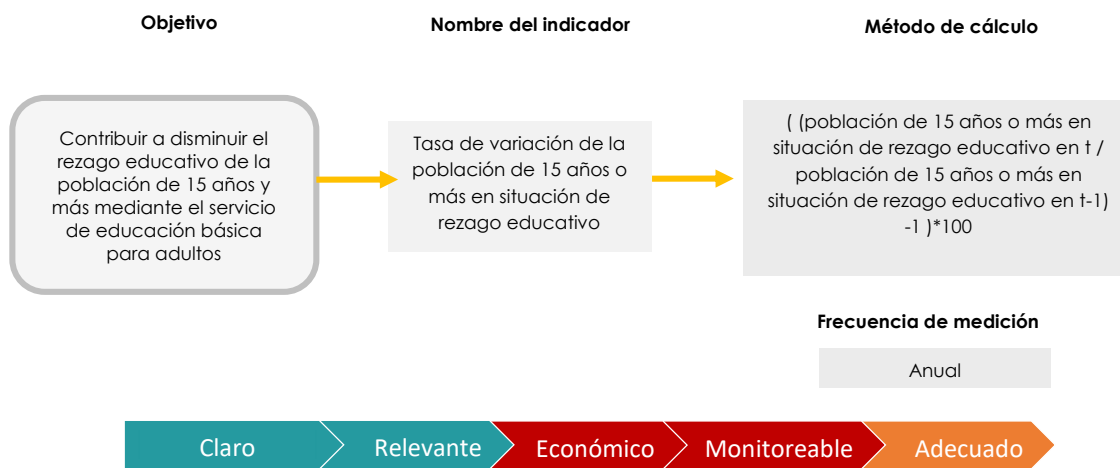 Objetivo
Nombre del indicador
Método de cálculo
Contribuir a disminuir el
rezago educativo de la
población de 15 años y
más mediante el servicio
de educación básica
para adultos
Tasa de variación de la
población de 15 años o
más en situación de
rezago educativo
( (población de 15 años o más en
situación de rezago educativo en t /
población de 15 años o más en
situación de rezago educativo en t-1)
-1 )*100
Frecuencia de medición
Anual
Claro
Relevante
Económico
Monitoreable
Adecuado